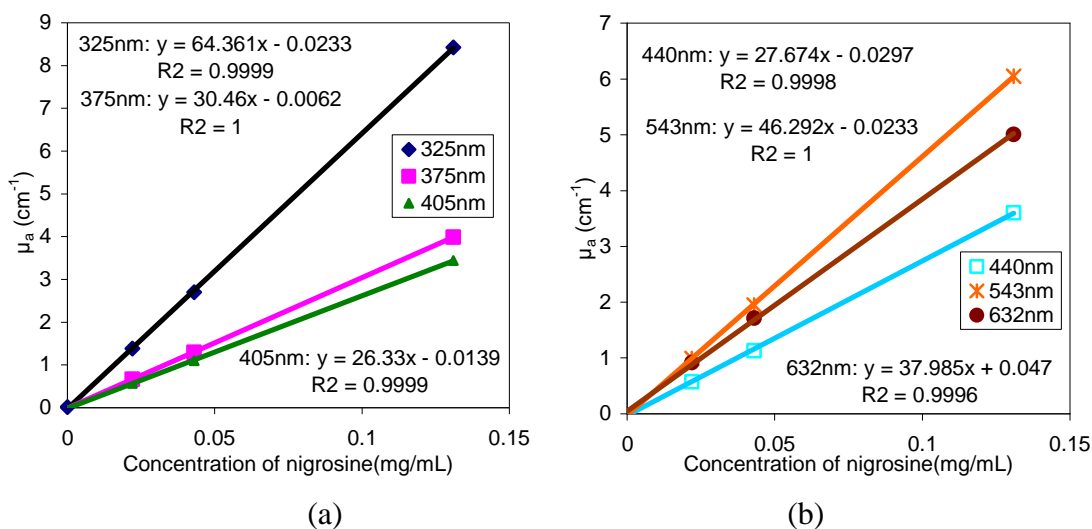 9
8
7
6
5
4
3
2
1
0
325nm: y = 64.361x - 0.0233
R2 = 0.9999
375nm: y = 30.46x - 0.0062
R2 = 1
325nm
375nm
405nm
405nm: y = 26.33x - 0.0139
R2 = 0.9999
μa (cm-1)
0 0.05 0.1 0.15
Concentration of nigrosine(mg/mL)
(a)
7
6
5
4
3
2
1
0
440nm: y = 27.674x - 0.0297
R2 = 0.9998
543nm: y = 46.292x - 0.0233
R2 = 1
440nm
543nm
632nm
632nm: y = 37.985x + 0.047
R2 = 0.9996
μa (cm-1)
0 0.05 0.1 0.15
Concentration of nigrosine(mg/mL)
(b)